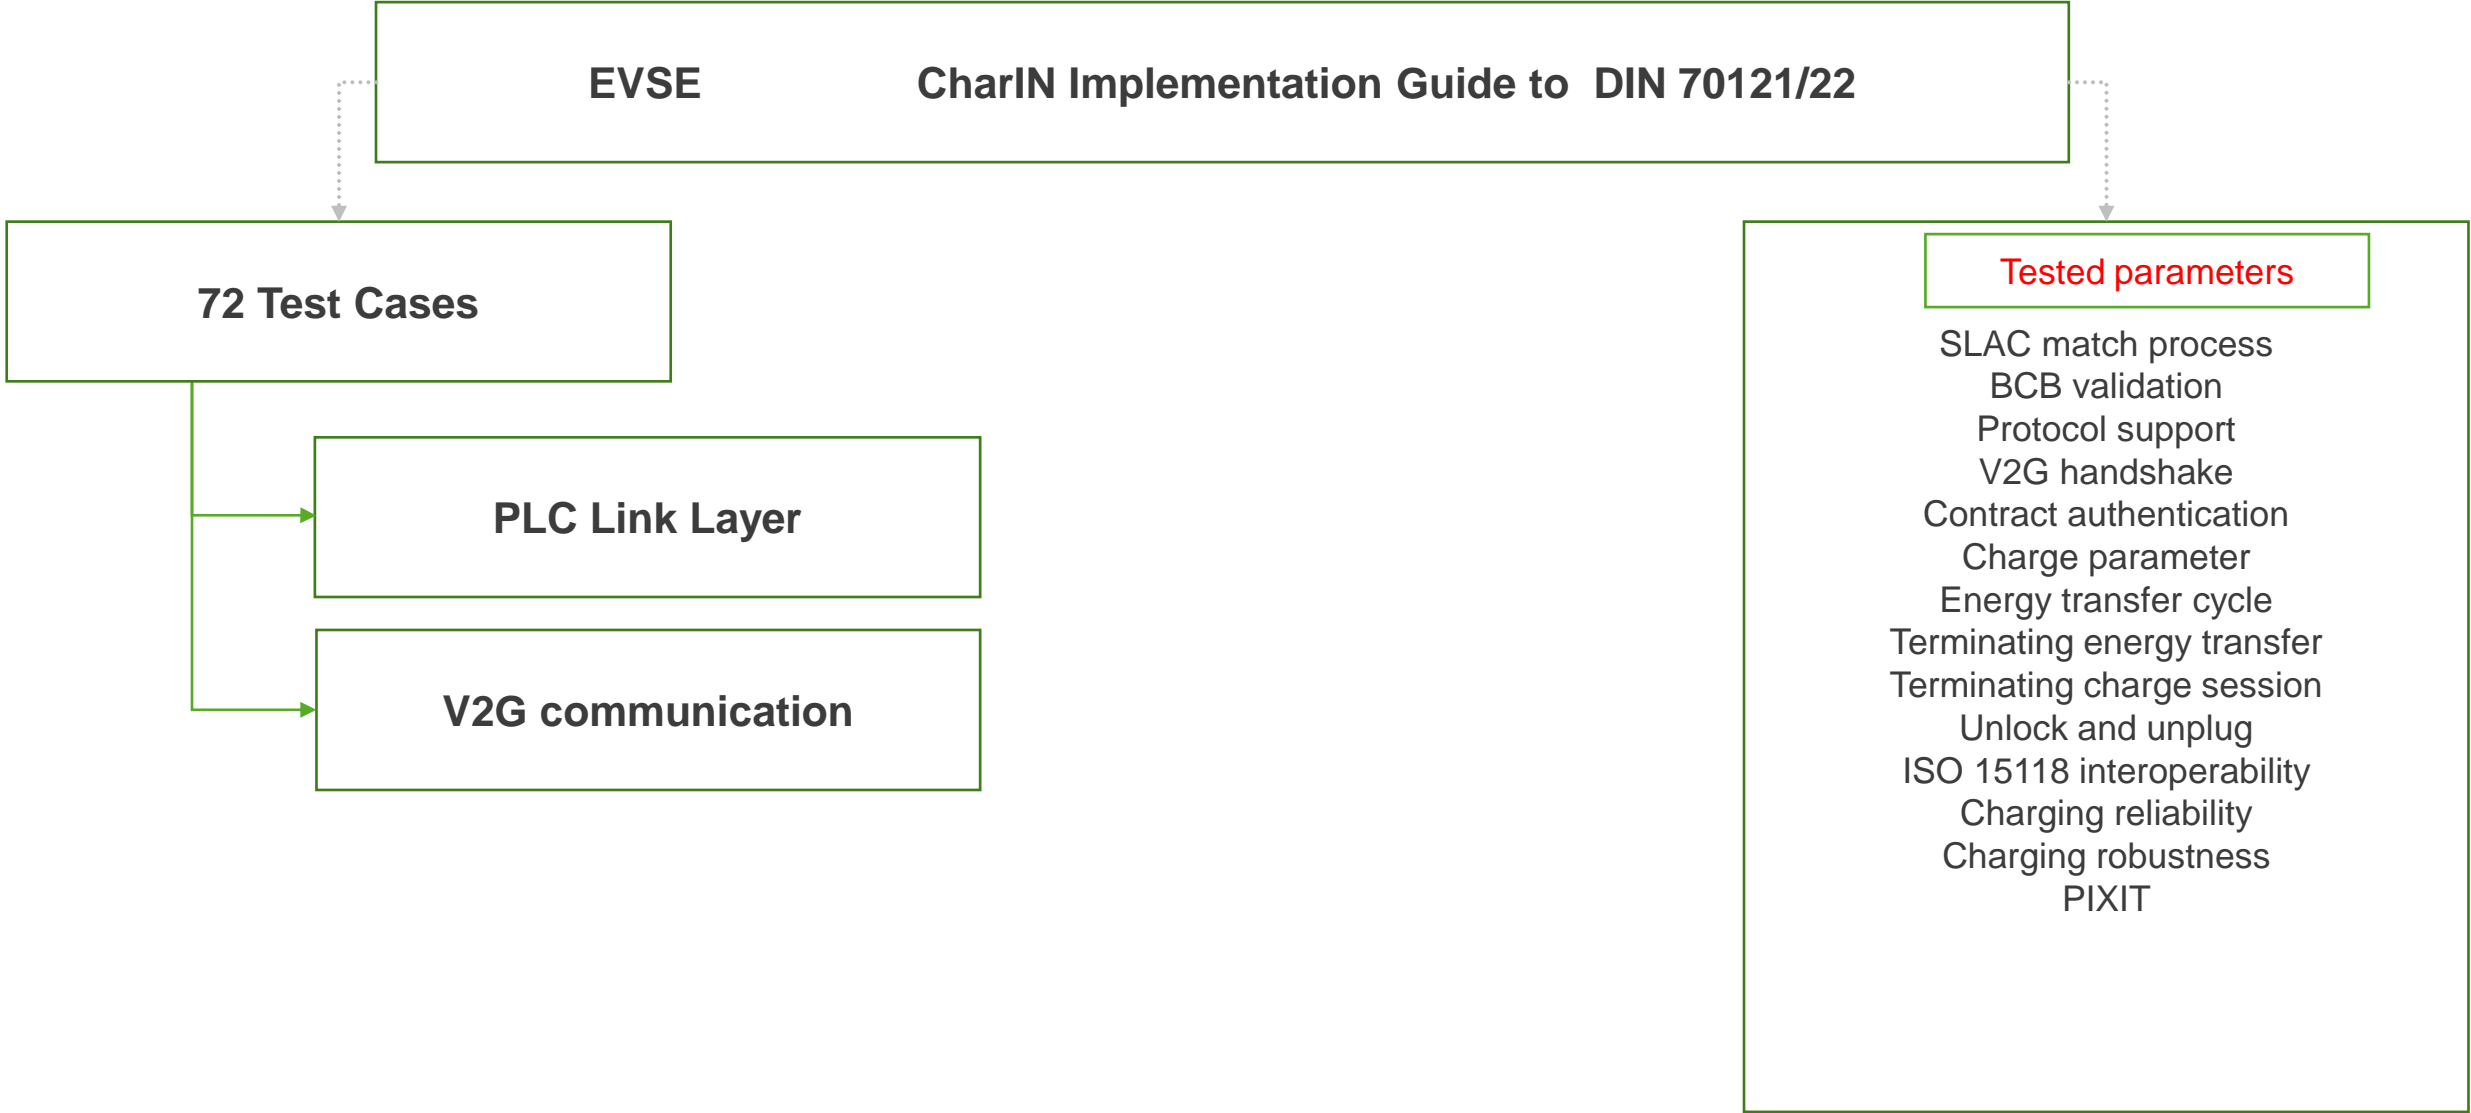 EVSE CharIN Implementation Guide to DIN 70121/22
72 Test Cases
PLC Link Layer
V2G communication
Tested parameters
SLAC match process
BCB validation
Protocol support
V2G handshake
Contract authentication
Charge parameter
Energy transfer cycle
Terminating energy transfer
Terminating charge session
Unlock and unplug
ISO 15118 interoperability
Charging reliability
Charging robustness
PIXIT